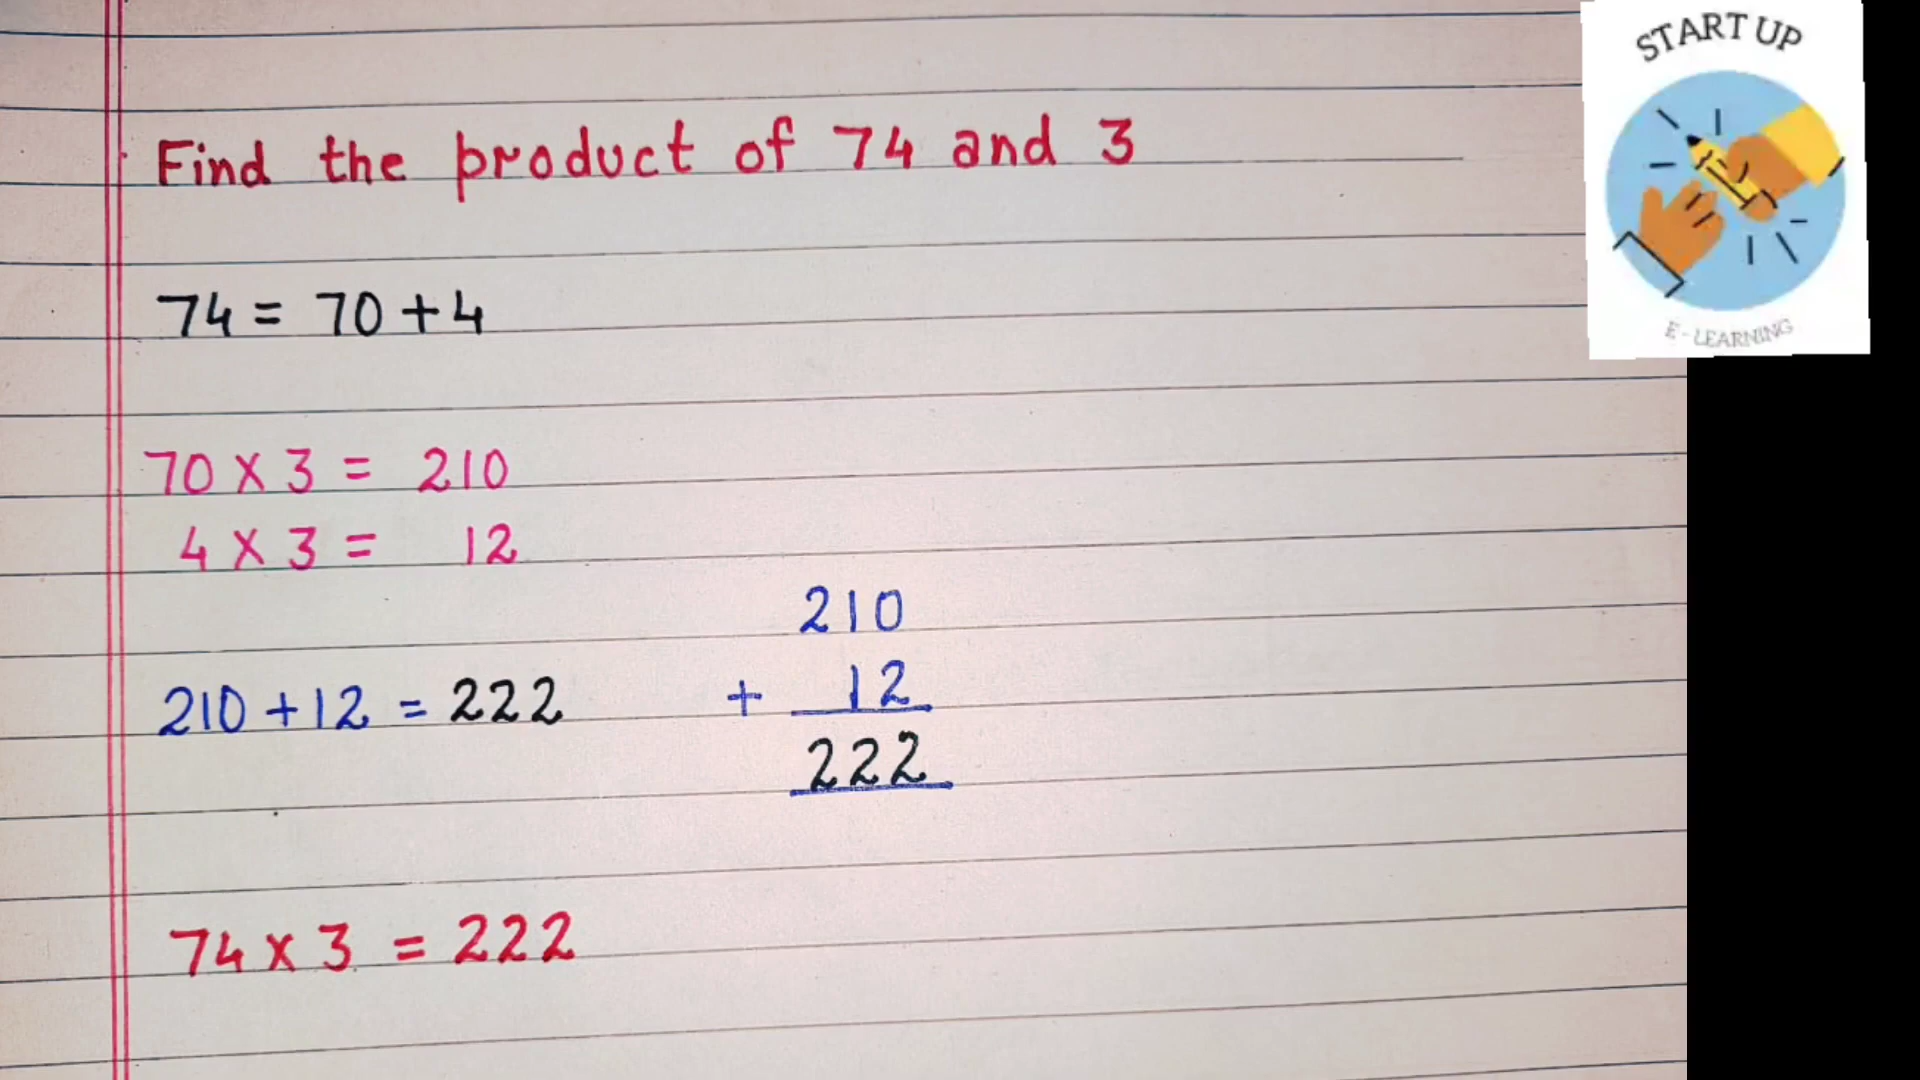 START UP
Find the product of 74 and 3
74 = 70 + 4
E-LEARNING
70 X 3 = 210
4 X 3 = 12
210 + 12 = 222
210
+ 12
222
74 x 3 = 222